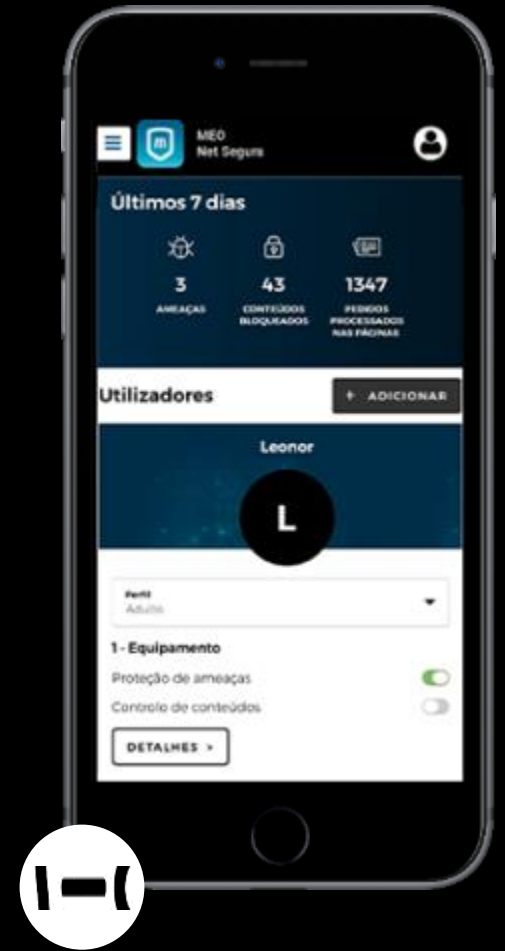 MEO
Net Segura
Últimos 7 dias
3
43
1347
AMEAÇAS
CONTEÚDOS
BLOQUEADOS
PEDIDOS
PROCESSADOS
NAS PÁGINAS
Utilizadores
+ ADICIONAR
Leonor
L
Perfil
Adulto
1 - Equipamento
Proteção de ameaças
Controlo de conteúdos
DETALHES >